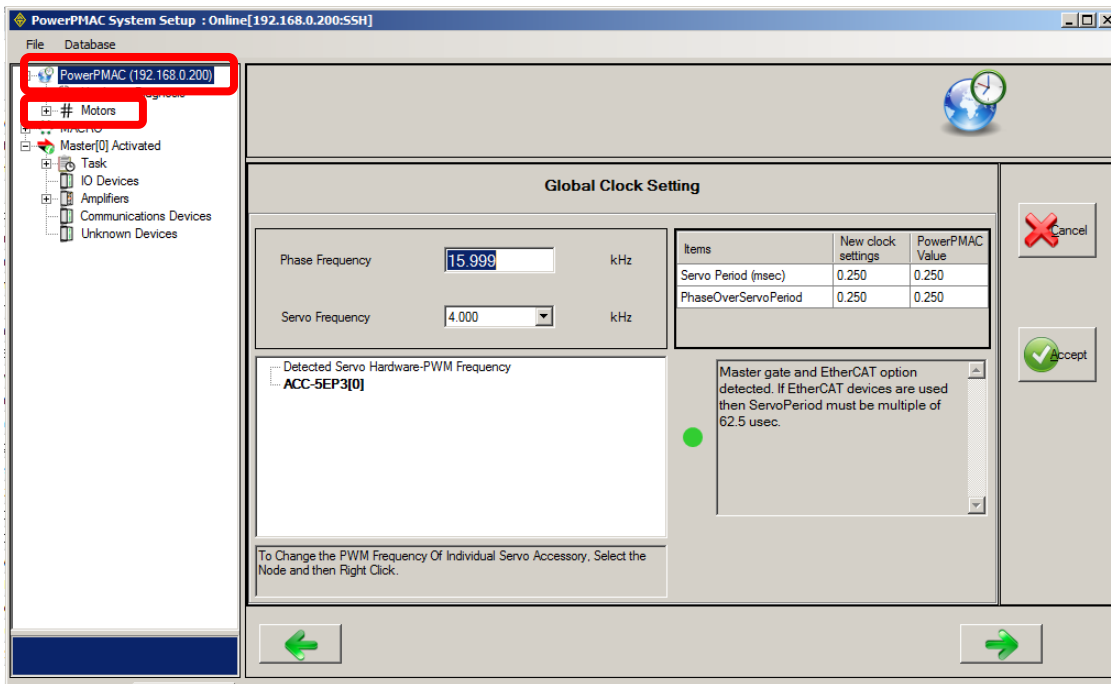 PowerPMAC System Setup : Online[192.168.0.200:SSH]
File Database
PowerPMAC (192.168.0.200)
Motors
Master[0] Activated
Task
IO Devices
Amplifiers
Communications Devices
Unknown Devices
Global Clock Setting
Phase Frequency 15.999 kHz
Servo Frequency 4.000 kHz
Items New clock settings PowerPMAC Value
Servo Period (msec) 0.250 0.250
PhaseOverServoPeriod 0.250 0.250
Detected Servo Hardware-PWM Frequency
ACC-5EP3[0]
Master gate and EtherCAT option
detected. If EtherCAT devices are used
then ServoPeriod must be multiple of
62.5 usec.
To Change the PWM Frequency Of Individual Servo Accessory, Select the
Node and then Right Click.
Cancel
Accept